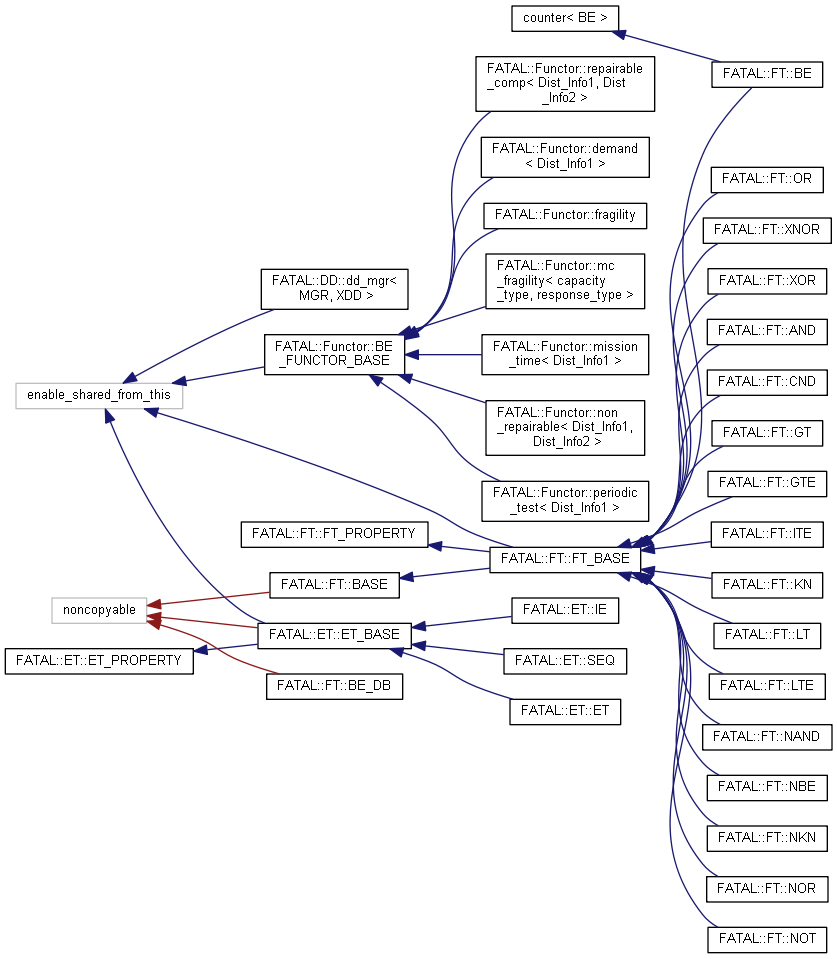 counter< BE >
FATAL::FT::BE
FATAL::Functor::repairable
_comp< Dist_Info1, Dist
_Info2 >
FATAL::Functor::demand
< Dist_Info1 >
FATAL::FT::OR
FATAL::Functor::fragility
FATAL::FT::XNOR
FATAL::DD::dd_mgr<
MGR, XDD >
FATAL::Functor::mc
_fragility< capacity
_type, response_type >
FATAL::FT::XOR
FATAL::Functor::BE
_FUNCTOR_BASE
FATAL::Functor::mission
_time< Dist_Info1 >
FATAL::FT::AND
enable_shared_from_this
FATAL::FT::CND
FATAL::Functor::non
_repairable< Dist_Info1,
Dist_Info2 >
FATAL::FT::GT
FATAL::Functor::periodic
_test< Dist_Info1 >
FATAL::FT::GTE
FATAL::FT::FT_PROPERTY
FATAL::FT::FT_BASE
FATAL::FT::ITE
FATAL::FT::BASE
FATAL::FT::KN
noncopyable
FATAL::ET::IE
FATAL::ET::ET_BASE
FATAL::FT::LT
FATAL::ET::ET_PROPERTY
FATAL::ET::SEQ
FATAL::FT::BE_DB
FATAL::FT::LTE
FATAL::ET::ET
FATAL::FT::NAND
FATAL::FT::NBE
FATAL::FT::NKN
FATAL::FT::NOR
FATAL::FT::NOT